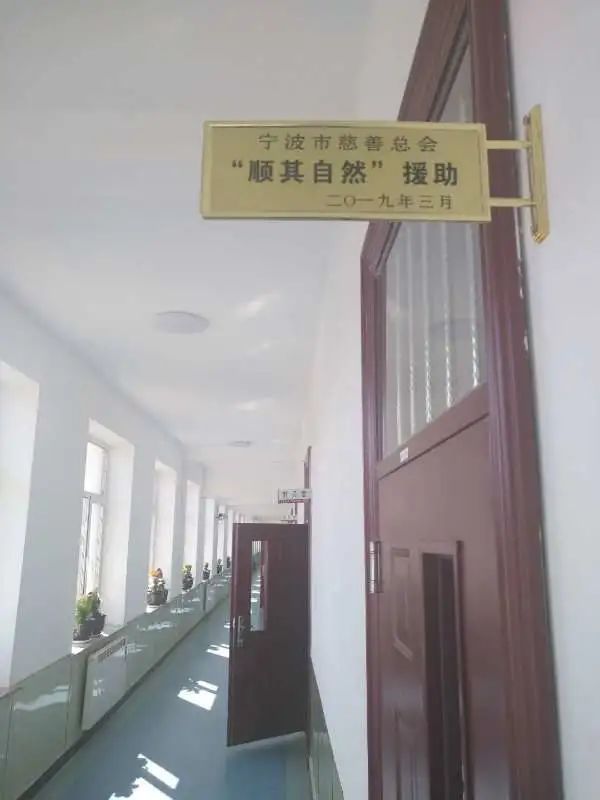 宁波市慈善总会
“顺其自然”援助
二〇一九年三月